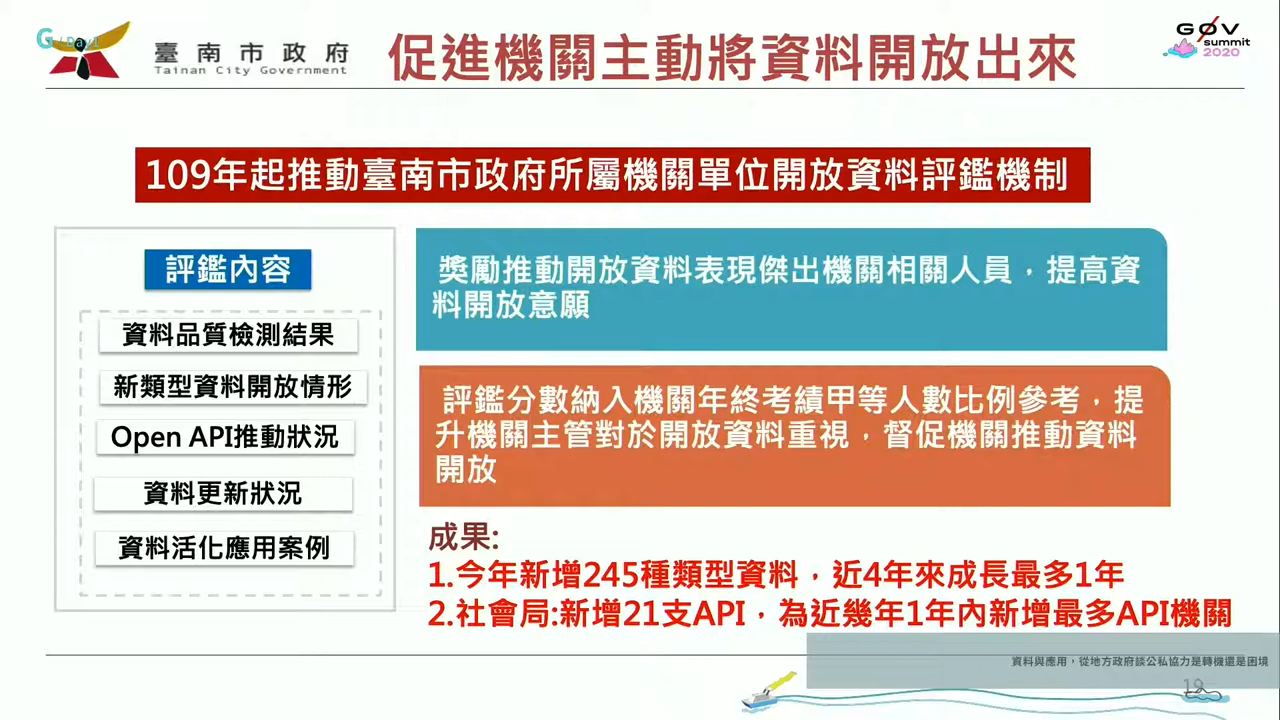 臺南市政府
Tainan City Government
促進機關主動將資料開放出來
GØV
summit
2020
109年起推動臺南市政府所屬機關單位開放資料評鑑機制
評鑑內容
資料品質檢測結果
新類型資料開放情形
Open API推動狀況
資料更新狀況
資料活化應用案例
獎勵推動開放資料表現傑出機關相關人員，提高資
料開放意願
評鑑分數納入機關年終考績甲等人數比例參考，提
升機關主管對於開放資料重視，督促機關推動資料
開放
成果:
1.今年新增245種類型資料，近4年來成長最多1年
2.社會局:新增21支API，為近幾年1年內新增最多API機關
資料與應用，從地方政府談公私協力是轉機還是困境
19